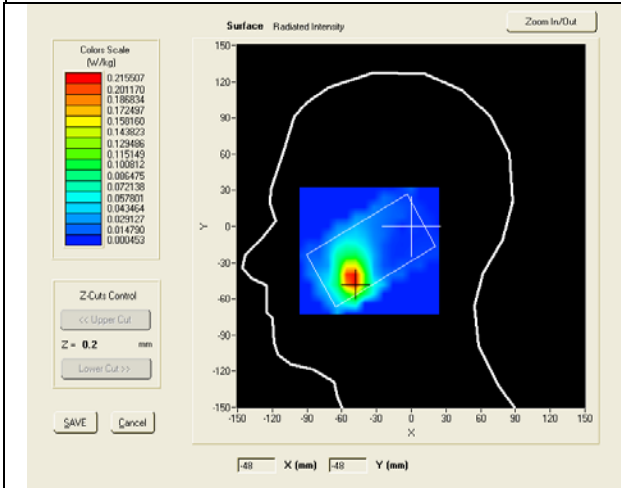 Surface Radiated Intensity
Zoom In/Out
Colors Scale
(W/kg)
0.215507
0.201170
0.186834
0.172497
0.158160
0.143823
0.129486
0.115149
0.100812
0.086475
0.072138
0.057801
0.043464
0.029127
0.014790
0.000453
Z-Cuts Control
<< Upper Cut
Z = 0.2 mm
Lower Cut >>
SAVE
Cancel
150
120
90
60
30
0
-30
-60
-90
-120
-150
Y
-150 -120 -90 -60 -30 0 30 60 90 120 150
X
-48 X (mm) -48 Y (mm)